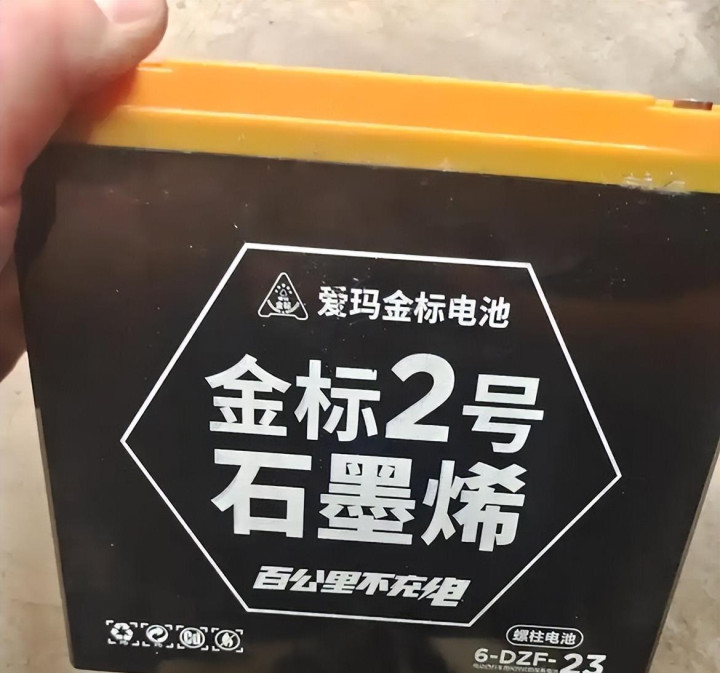 爱玛金标电池
金标2号
石墨烯
百公里不充电
螺柱电池
6-DZF-23